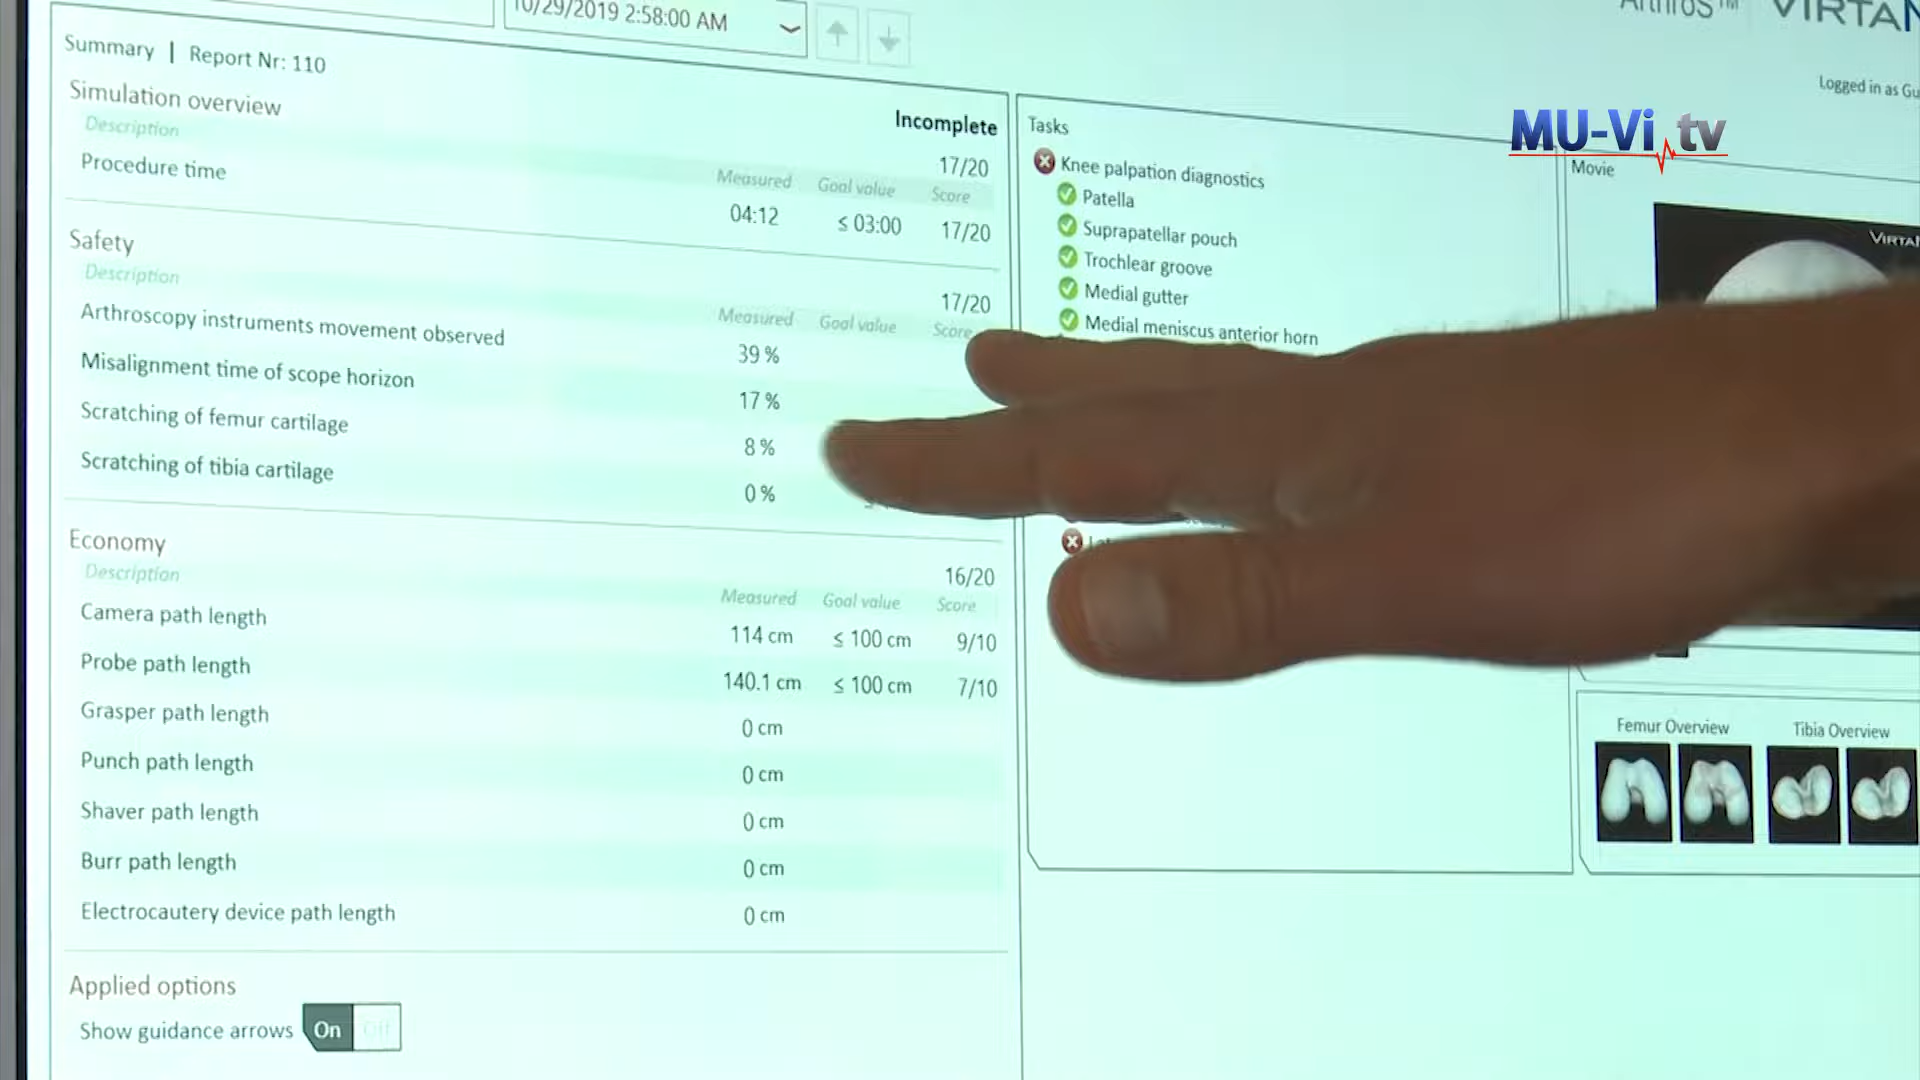 10/29/2019 2:58:00 AM
ArthroS™
Summary | Report Nr: 110
Logged in as
Simulation overview
Incomplete
Description
17/20
Measured Goal value Score
Procedure time 04:12 ≤ 03:00 17/20
Safety
Description
17/20
Measured Goal value Score
Arthroscopy instruments movement observed 39 %
Misalignment time of scope horizon 17 %
Scratching of femur cartilage 8 %
Scratching of tibia cartilage 0 %
Economy
Description
16/20
Measured Goal value Score
Camera path length 114 cm ≤ 100 cm 9/10
Probe path length 140.1 cm ≤ 100 cm 7/10
Grasper path length 0 cm
Punch path length 0 cm
Shaver path length 0 cm
Burr path length 0 cm
Electrocautery device path length 0 cm
Applied options
Show guidance arrows On Off
Tasks
Knee palpation diagnostics
Patella
Suprapatellar pouch
Trochlear groove
Medial gutter
Medial meniscus anterior horn
MU-Vi.tv
Movie
Femur Overview
Tibia Overview